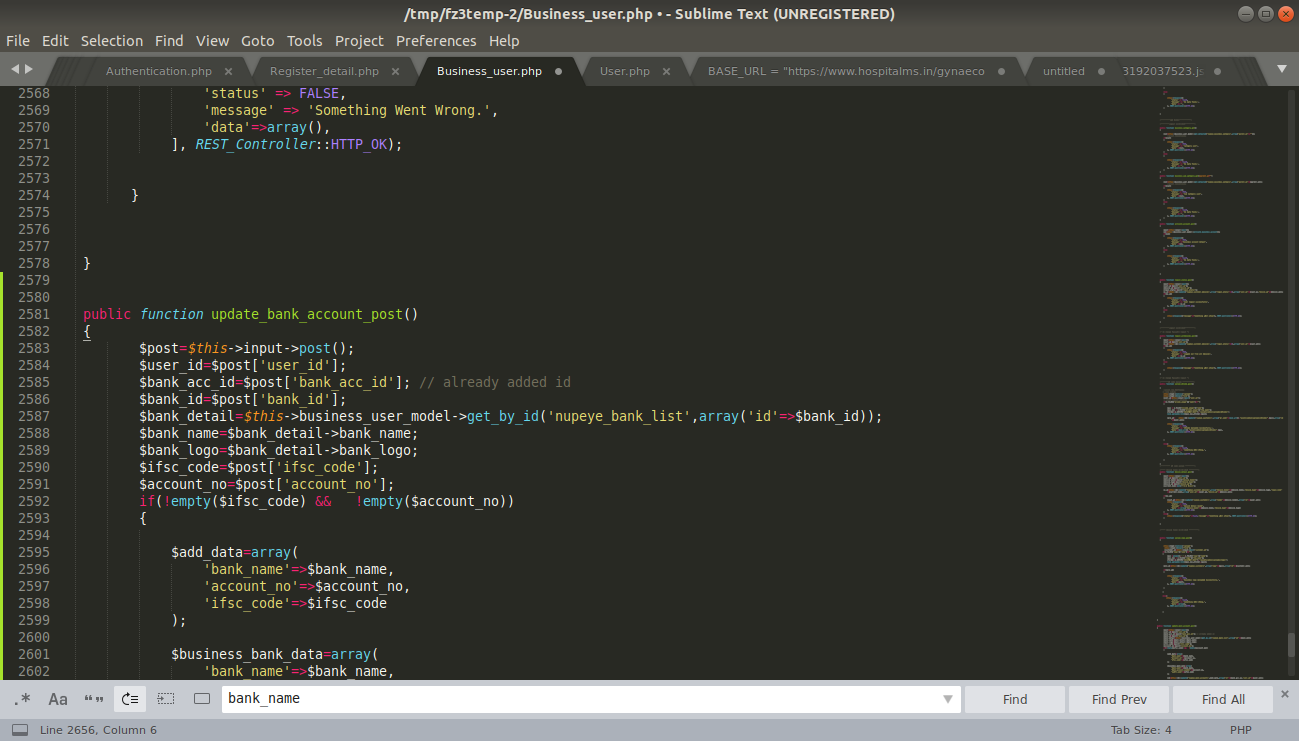 /tmp/fz3temp-2/Business_user.php • - Sublime Text (UNREGISTERED)
File Edit Selection Find View Goto Tools Project Preferences Help
Authentication.php Register_detail.php Business_user.php User.php BASE_URL = "https://www.hospitalms.in/gynaeco untitled 3192037523.js
2568 'status' => FALSE,
2569 'message' => 'Something Went Wrong.',
2570 'data'=>array(),
2571 ], REST_Controller::HTTP_OK);
2572
2573
2574 }
2575
2576
2577
2578 }
2579
2580
2581 public function update_bank_account_post()
2582 {
2583 $post=$this->input->post();
2584 $user_id=$post['user_id'];
2585 $bank_acc_id=$post['bank_acc_id']; // already added id
2586 $bank_id=$post['bank_id'];
2587 $bank_detail=$this->business_user_model->get_by_id('nupeye_bank_list',array('id'=>$bank_id));
2588 $bank_name=$bank_detail->bank_name;
2589 $bank_logo=$bank_detail->bank_logo;
2590 $ifsc_code=$post['ifsc_code'];
2591 $account_no=$post['account_no'];
2592 if(!empty($ifsc_code) && !empty($account_no))
2593 {
2594
2595 $add_data=array(
2596 'bank_name'=>$bank_name,
2597 'account_no'=>$account_no,
2598 'ifsc_code'=>$ifsc_code
2599 );
2600
2601 $business_bank_data=array(
2602 'bank_name'=>$bank_name,
.* Aa “” bank_name Find Find Prev Find All
Line 2656, Column 6 Tab Size: 4 PHP